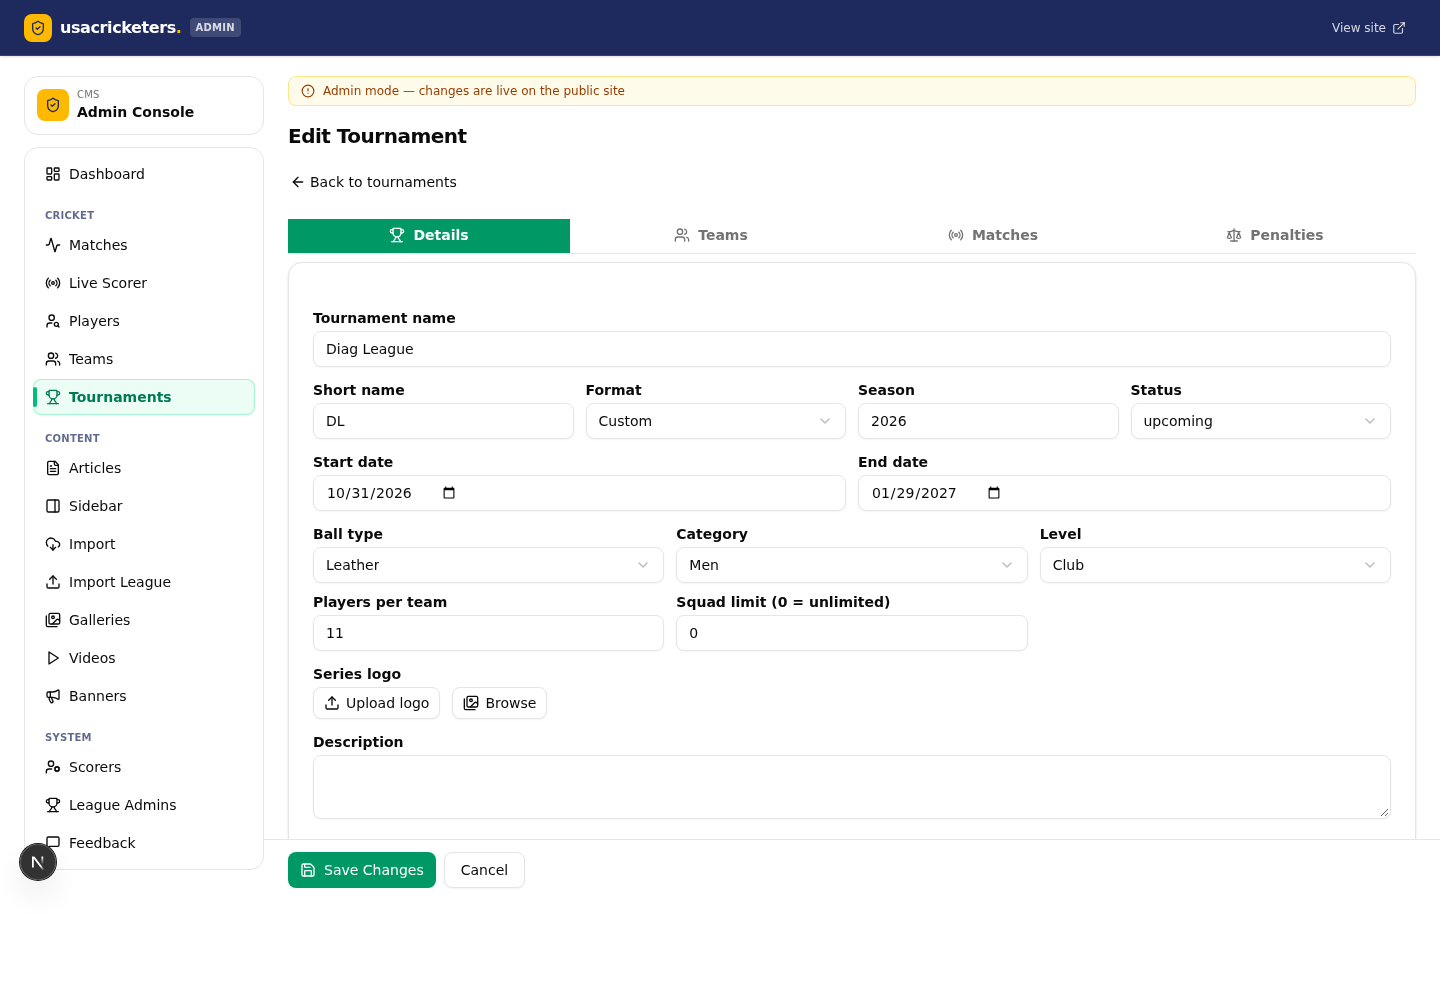 usacricketers. ADMIN
View site
CMS
Admin Console
Dashboard
CRICKET
Matches
Live Scorer
Players
Teams
Tournaments
CONTENT
Articles
Sidebar
Import
Import League
Galleries
Videos
Banners
SYSTEM
Scorers
League Admins
Feedback
N
Admin mode — changes are live on the public site
Edit Tournament
Back to tournaments
Details Teams Matches Penalties
Tournament name
Diag League
Short name Format Season Status
DL Custom 2026 upcoming
Start date End date
10/31/2026 01/29/2027
Ball type Category Level
Leather Men Club
Players per team Squad limit (0 = unlimited)
11 0
Series logo
Upload logo Browse
Description
Save Changes Cancel